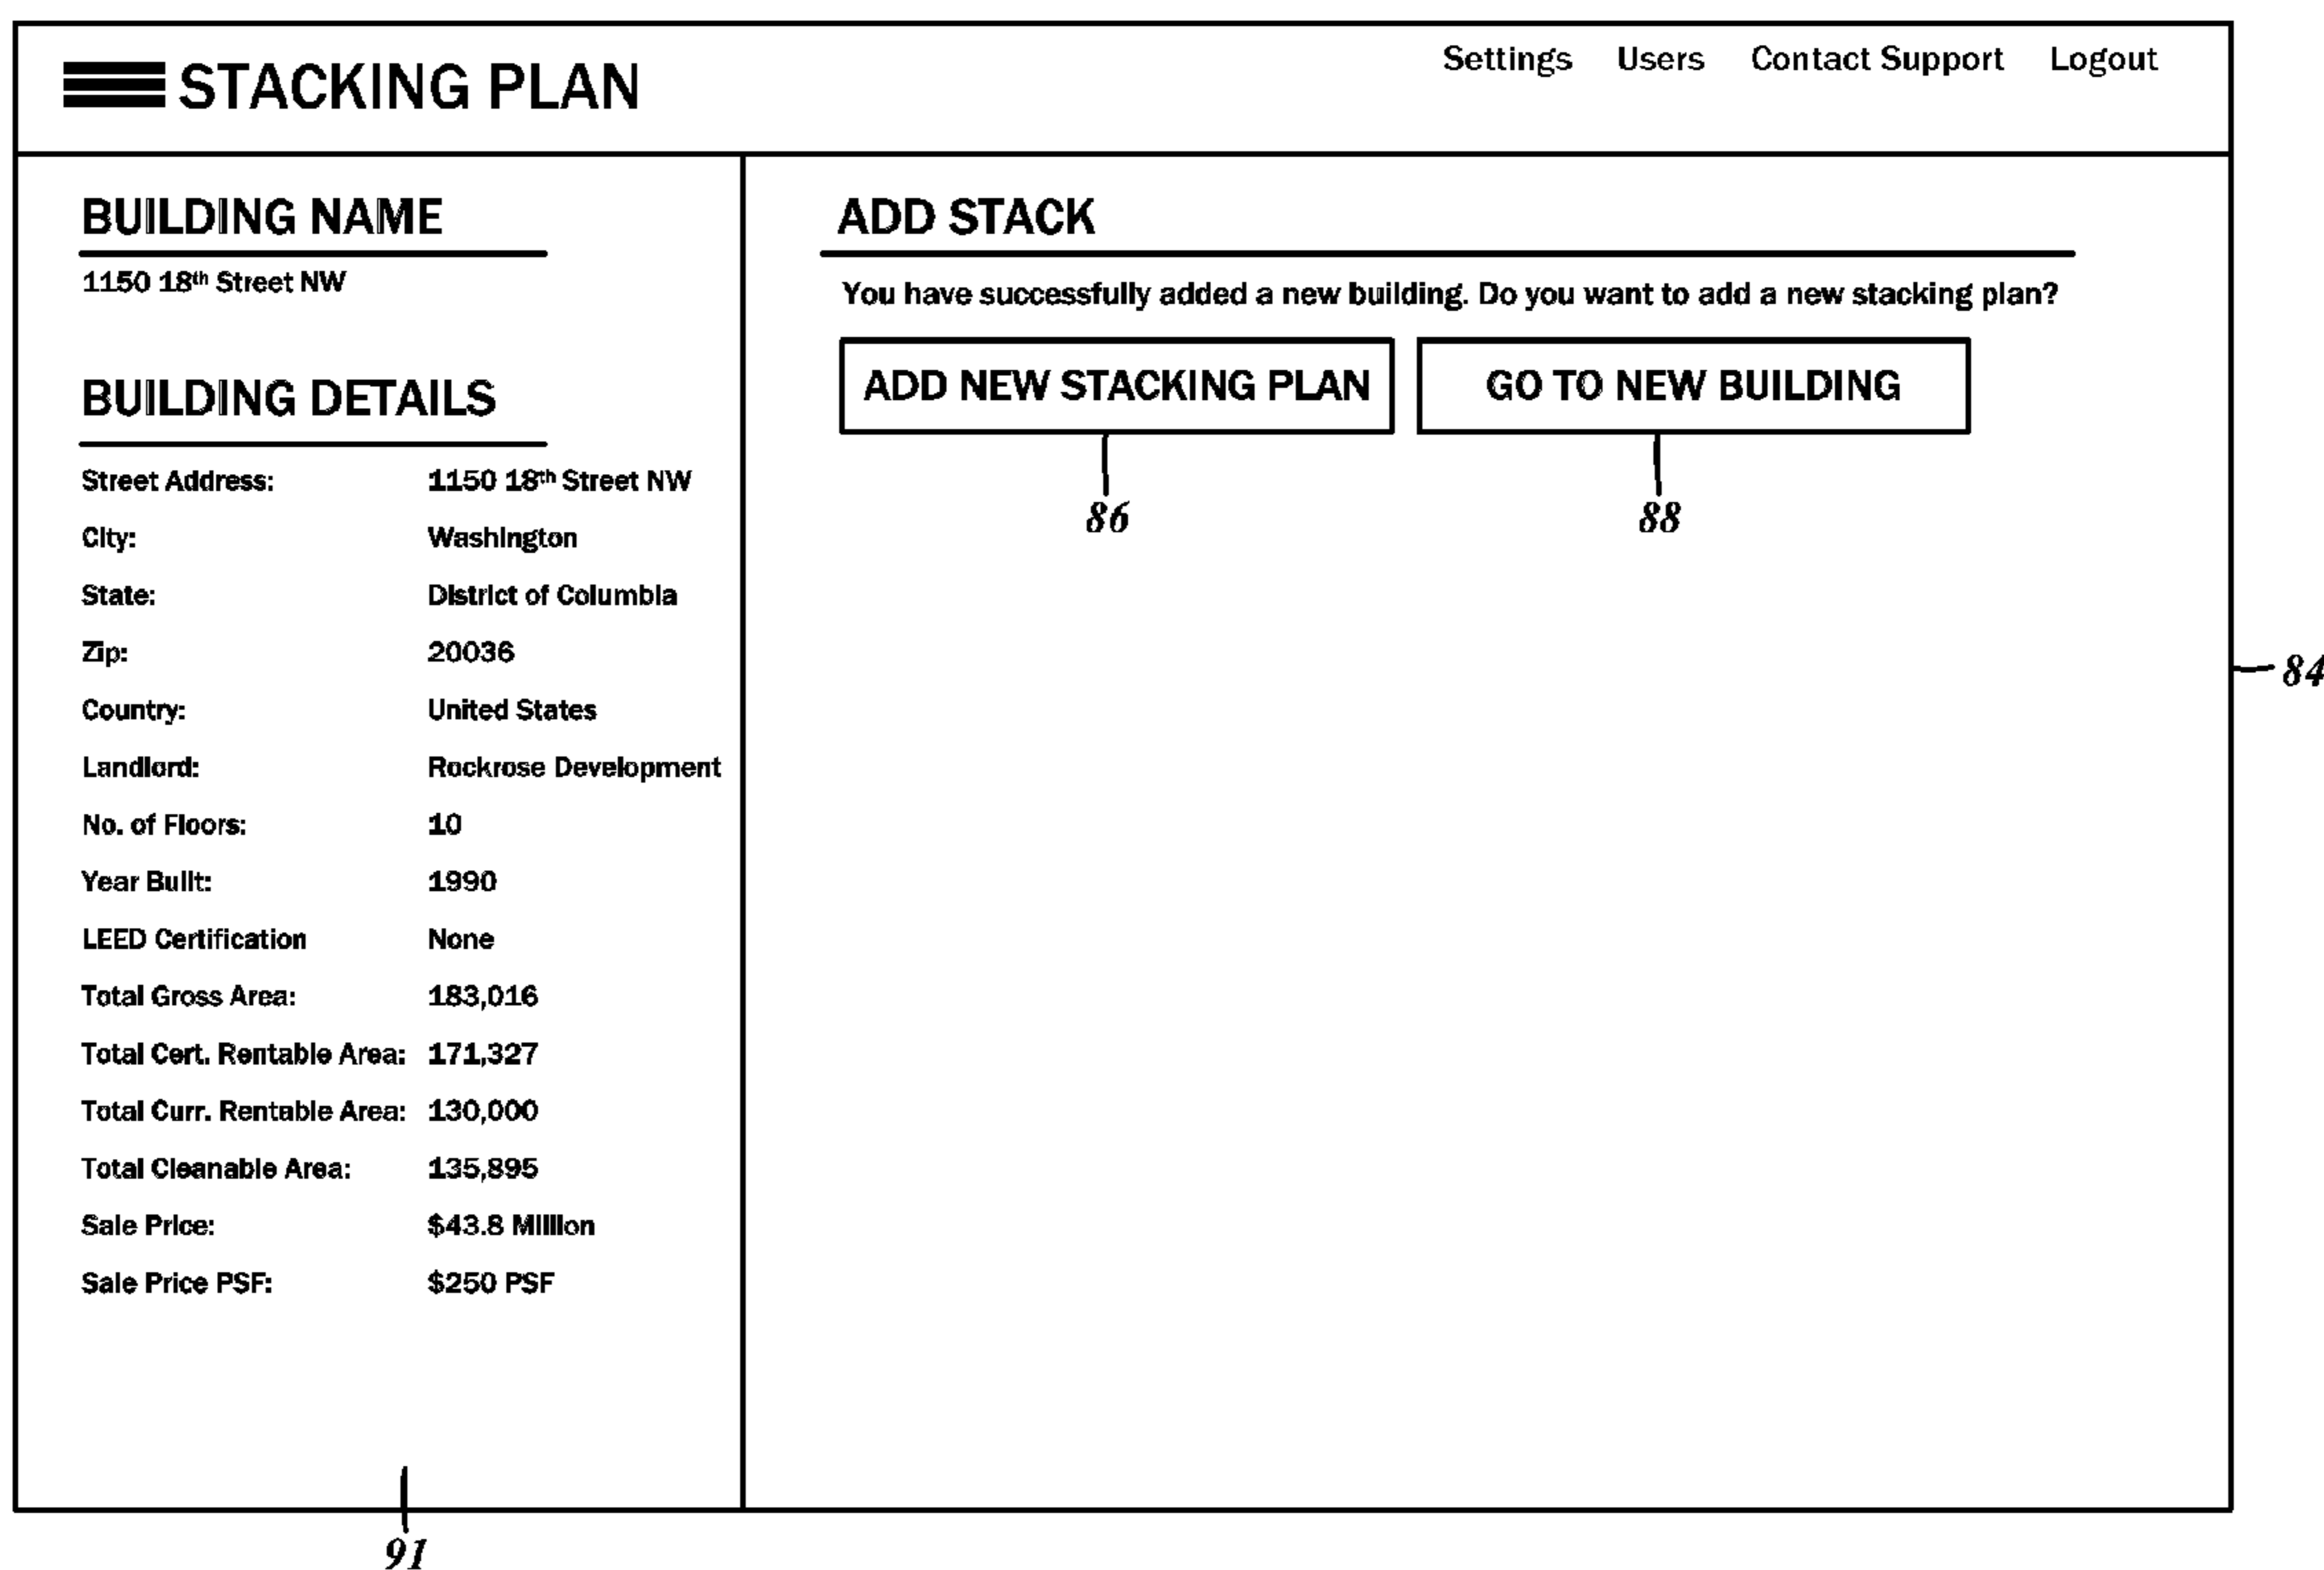 STACKING PLAN
Settings Users Contact Support Logout
BUILDING NAME
1150 18th Street NW
BUILDING DETAILS
Street Address: 1150 18th Street NW
City: Washington
State: District of Columbia
Zip: 20036
Country: United States
Landlord: Rockrose Development
No. of Floors: 10
Year Built: 1990
LEED Certification None
Total Gross Area: 183,016
Total Cert. Rentable Area: 171,327
Total Curr. Rentable Area: 130,000
Total Cleanable Area: 135,895
Sale Price: $43.8 Million
Sale Price PSF: $250 PSF
91
ADD STACK
You have successfully added a new building. Do you want to add a new stacking plan?
ADD NEW STACKING PLAN GO TO NEW BUILDING
86 88
84